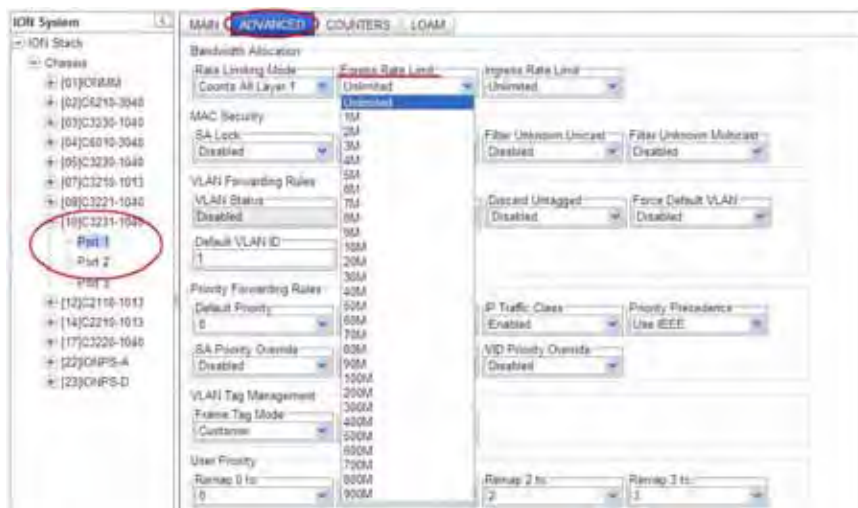 ION System
MAIN ADVANCED COUNTERS LOAM
ION Stack
Chassis
[01]IONMM
[02]C6210-3040
[03]C3230-1040
[04]C6010-3040
[05]C3230-1040
[07]C3210-1013
[08]C3221-1040
[10]C3231-1040
Port 1
Port 2
Port 3
[12]C2110-1013
[14]C2210-1013
[17]C3220-1040
[22]IONPS-A
[23]IONPS-D
Bandwidth Allocation
Rate Limiting Mode
Counts All Layer 1
Egress Rate Limit
Unlimited
Ingress Rate Limit
Unlimited
Unlimited
1M
2M
3M
4M
5M
6M
7M
8M
9M
10M
20M
30M
40M
50M
60M
70M
80M
90M
100M
200M
300M
400M
500M
600M
700M
800M
900M
MAC Security
SA Lock
Disabled
Filter Unknown Unicast
Disabled
Filter Unknown Multicast
Disabled
VLAN Forwarding Rules
VLAN Status
Disabled
Discard Untagged
Disabled
Force Default VLAN
Disabled
Default VLAN ID
1
Priority Forwarding Rules
Default Priority
0
IP Traffic Class
Enabled
Priority Precedence
Use IEEE
SA Priority Override
Disabled
VID Priority Override
Disabled
VLAN Tag Management
Frame Tag Mode
Customer
User Priority
Remap 0 to:
0
Remap 2 to:
2
Remap 3 to:
3